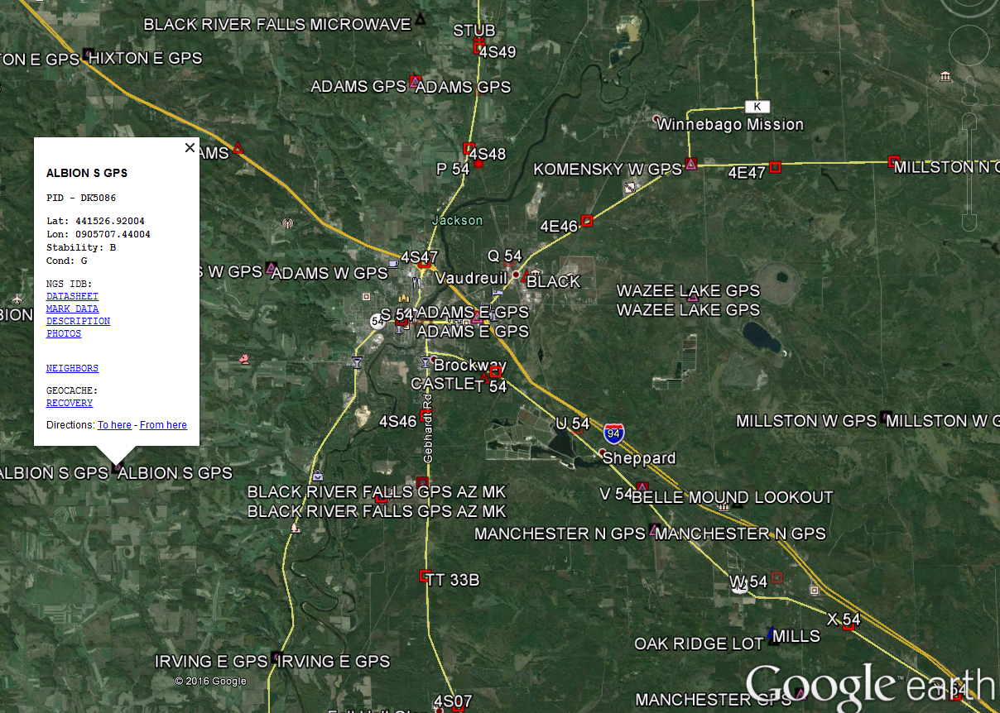 BLACK RIVER FALLS MICROWAVE
STUB
4S49
HIXTON E GPS
ADAMS GPS ADAMS GPS
K
Winnebago Mission
4S48
P 54
KOMENSKY W GPS
4E47
MILLSTON N
ALBION S GPS
PID - DK5086
Lat: 441526.92004
Lon: 0905707.44004
Stability: B
Cond: G
NGS IDB:
DATASHEET
MARK DATA
DESCRIPTION
PHOTOS
NEIGHBORS
GEOCACHE:
RECOVERY
Directions: To here - From here
Jackson
4E46
4S47
Q 54
W GPS ADAMS W GPS
Vaudreuil
BLACK
WAZEE LAKE GPS
WAZEE LAKE GPS
54
S 54
ADAMS E GPS
ADAMS E GPS
Brockway
CASTLE
T 54
4S46
Gebhardt Rd
U 54
94
MILLSTON W GPS MILLSTON W
Sheppard
ALBION S GPS ALBION S GPS
BLACK RIVER FALLS GPS AZ MK
BLACK RIVER FALLS GPS AZ MK
V 54
BELLE MOUND LOOKOUT
MANCHESTER N GPS MANCHESTER N GPS
TT 33B
W 54
X 54
OAK RIDGE LOT
MILLS
IRVING E GPS IRVING E GPS
© 2016 Google
Google earth
MANCHESTER GPS
4S07